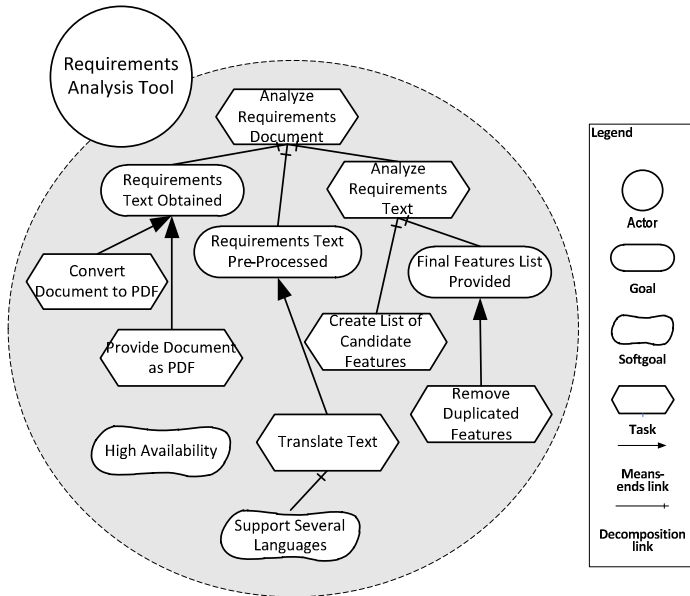 Requirements
Analysis Tool
Analyze
Requirements
Document
Requirements
Text Obtained
Analyze
Requirements
Text
Requirements Text
Pre-Processed
Final Features List
Provided
Convert
Document to PDF
Create List of
Candidate
Features
Provide Document
as PDF
Remove
Duplicated
Features
High Availability
Translate Text
Support Several
Languages
Legend
Actor
Goal
Softgoal
Task
Means-
ends link
Decomposition
link